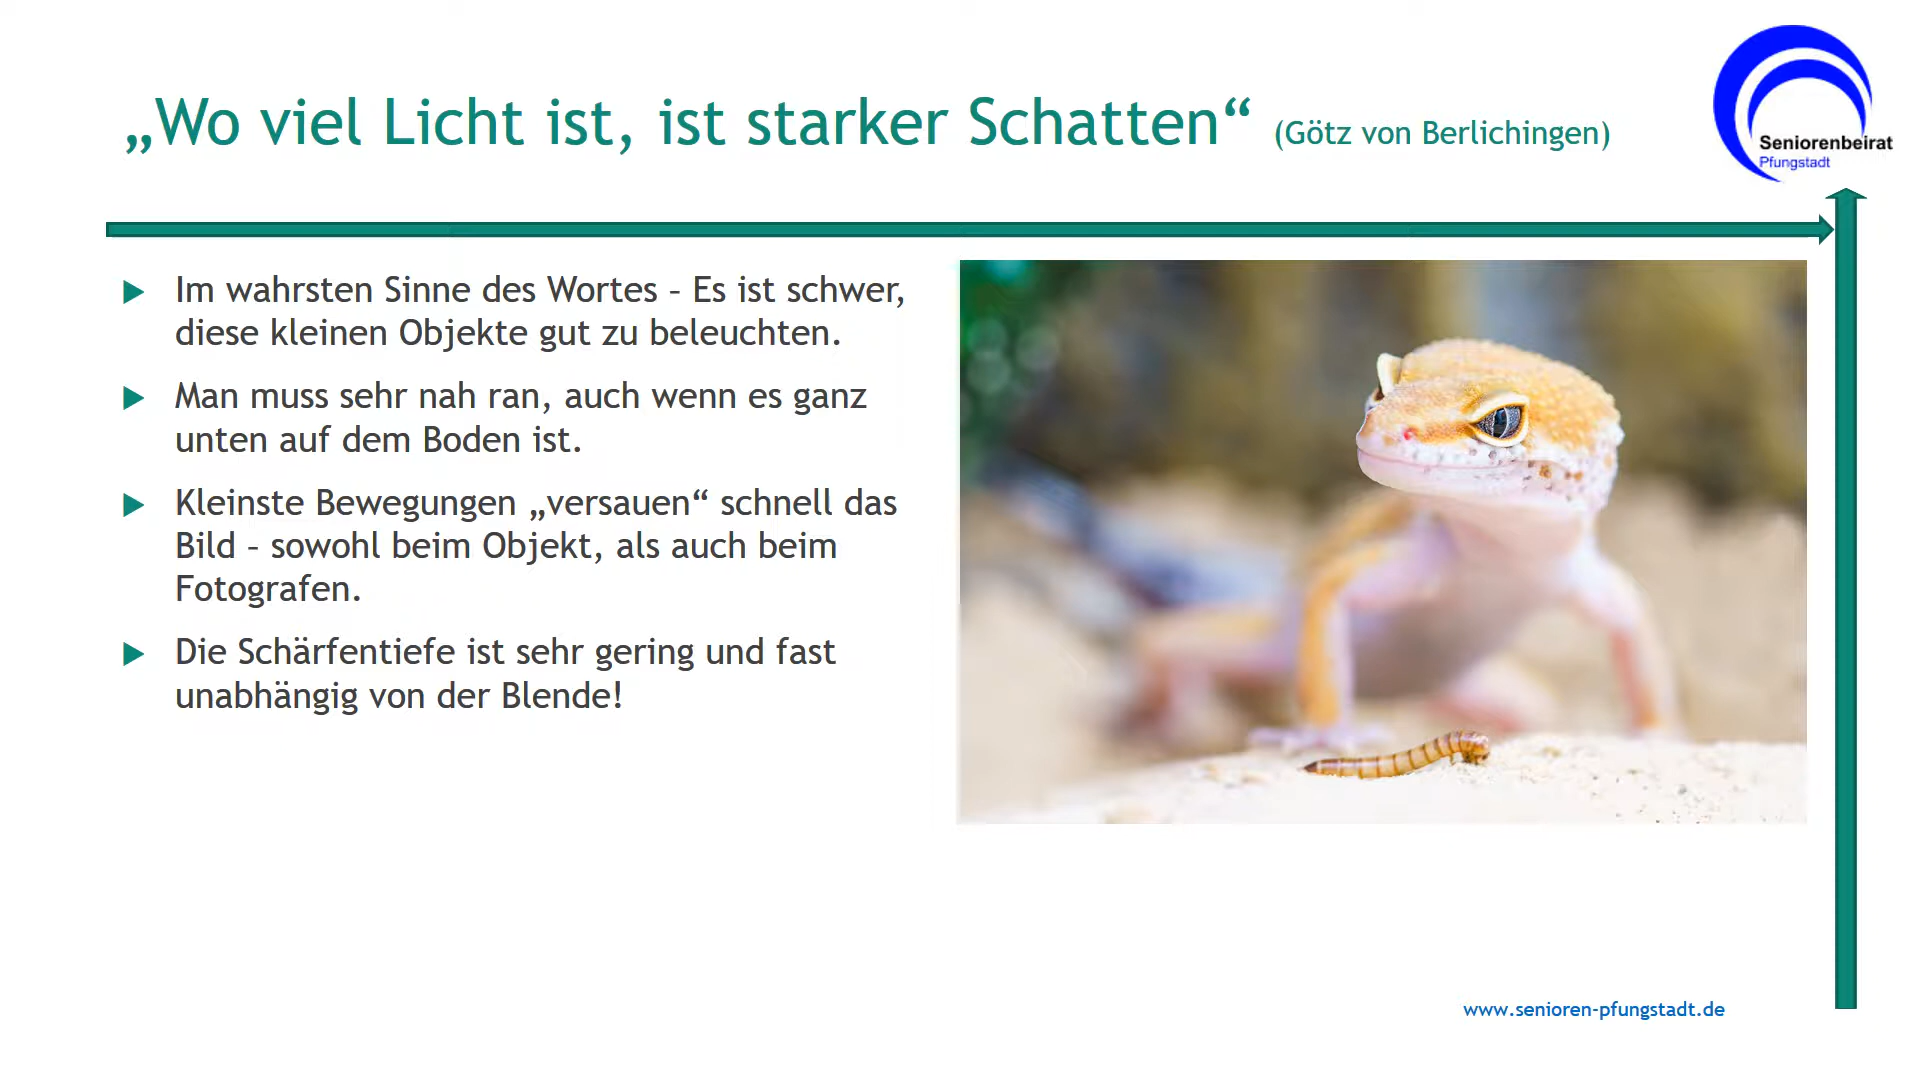 „Wo viel Licht ist, ist starker Schatten“ (Götz von Berlichingen)
Seniorenbeirat
Pfungstadt
Im wahrsten Sinne des Wortes – Es ist schwer,
diese kleinen Objekte gut zu beleuchten.
Man muss sehr nah ran, auch wenn es ganz
unten auf dem Boden ist.
Kleinste Bewegungen „versauen“ schnell das
Bild – sowohl beim Objekt, als auch beim
Fotografen.
Die Schärfentiefe ist sehr gering und fast
unabhängig von der Blende!
www.senioren-pfungstadt.de